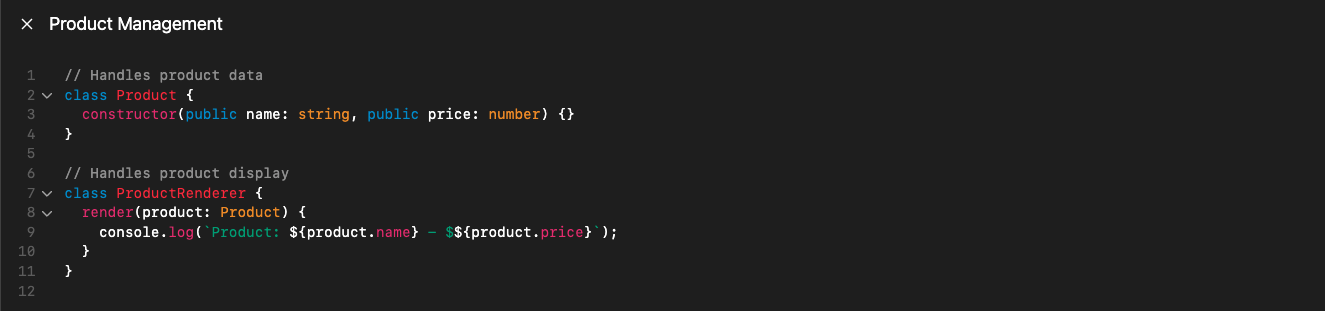 Product Management
1 // Handles product data
2 class Product {
3   constructor(public name: string, public price: number) {}
4 }
5
6 // Handles product display
7 class ProductRenderer {
8   render(product: Product) {
9     console.log(`Product: ${product.name} – $${product.price}`);
10   }
11 }
12